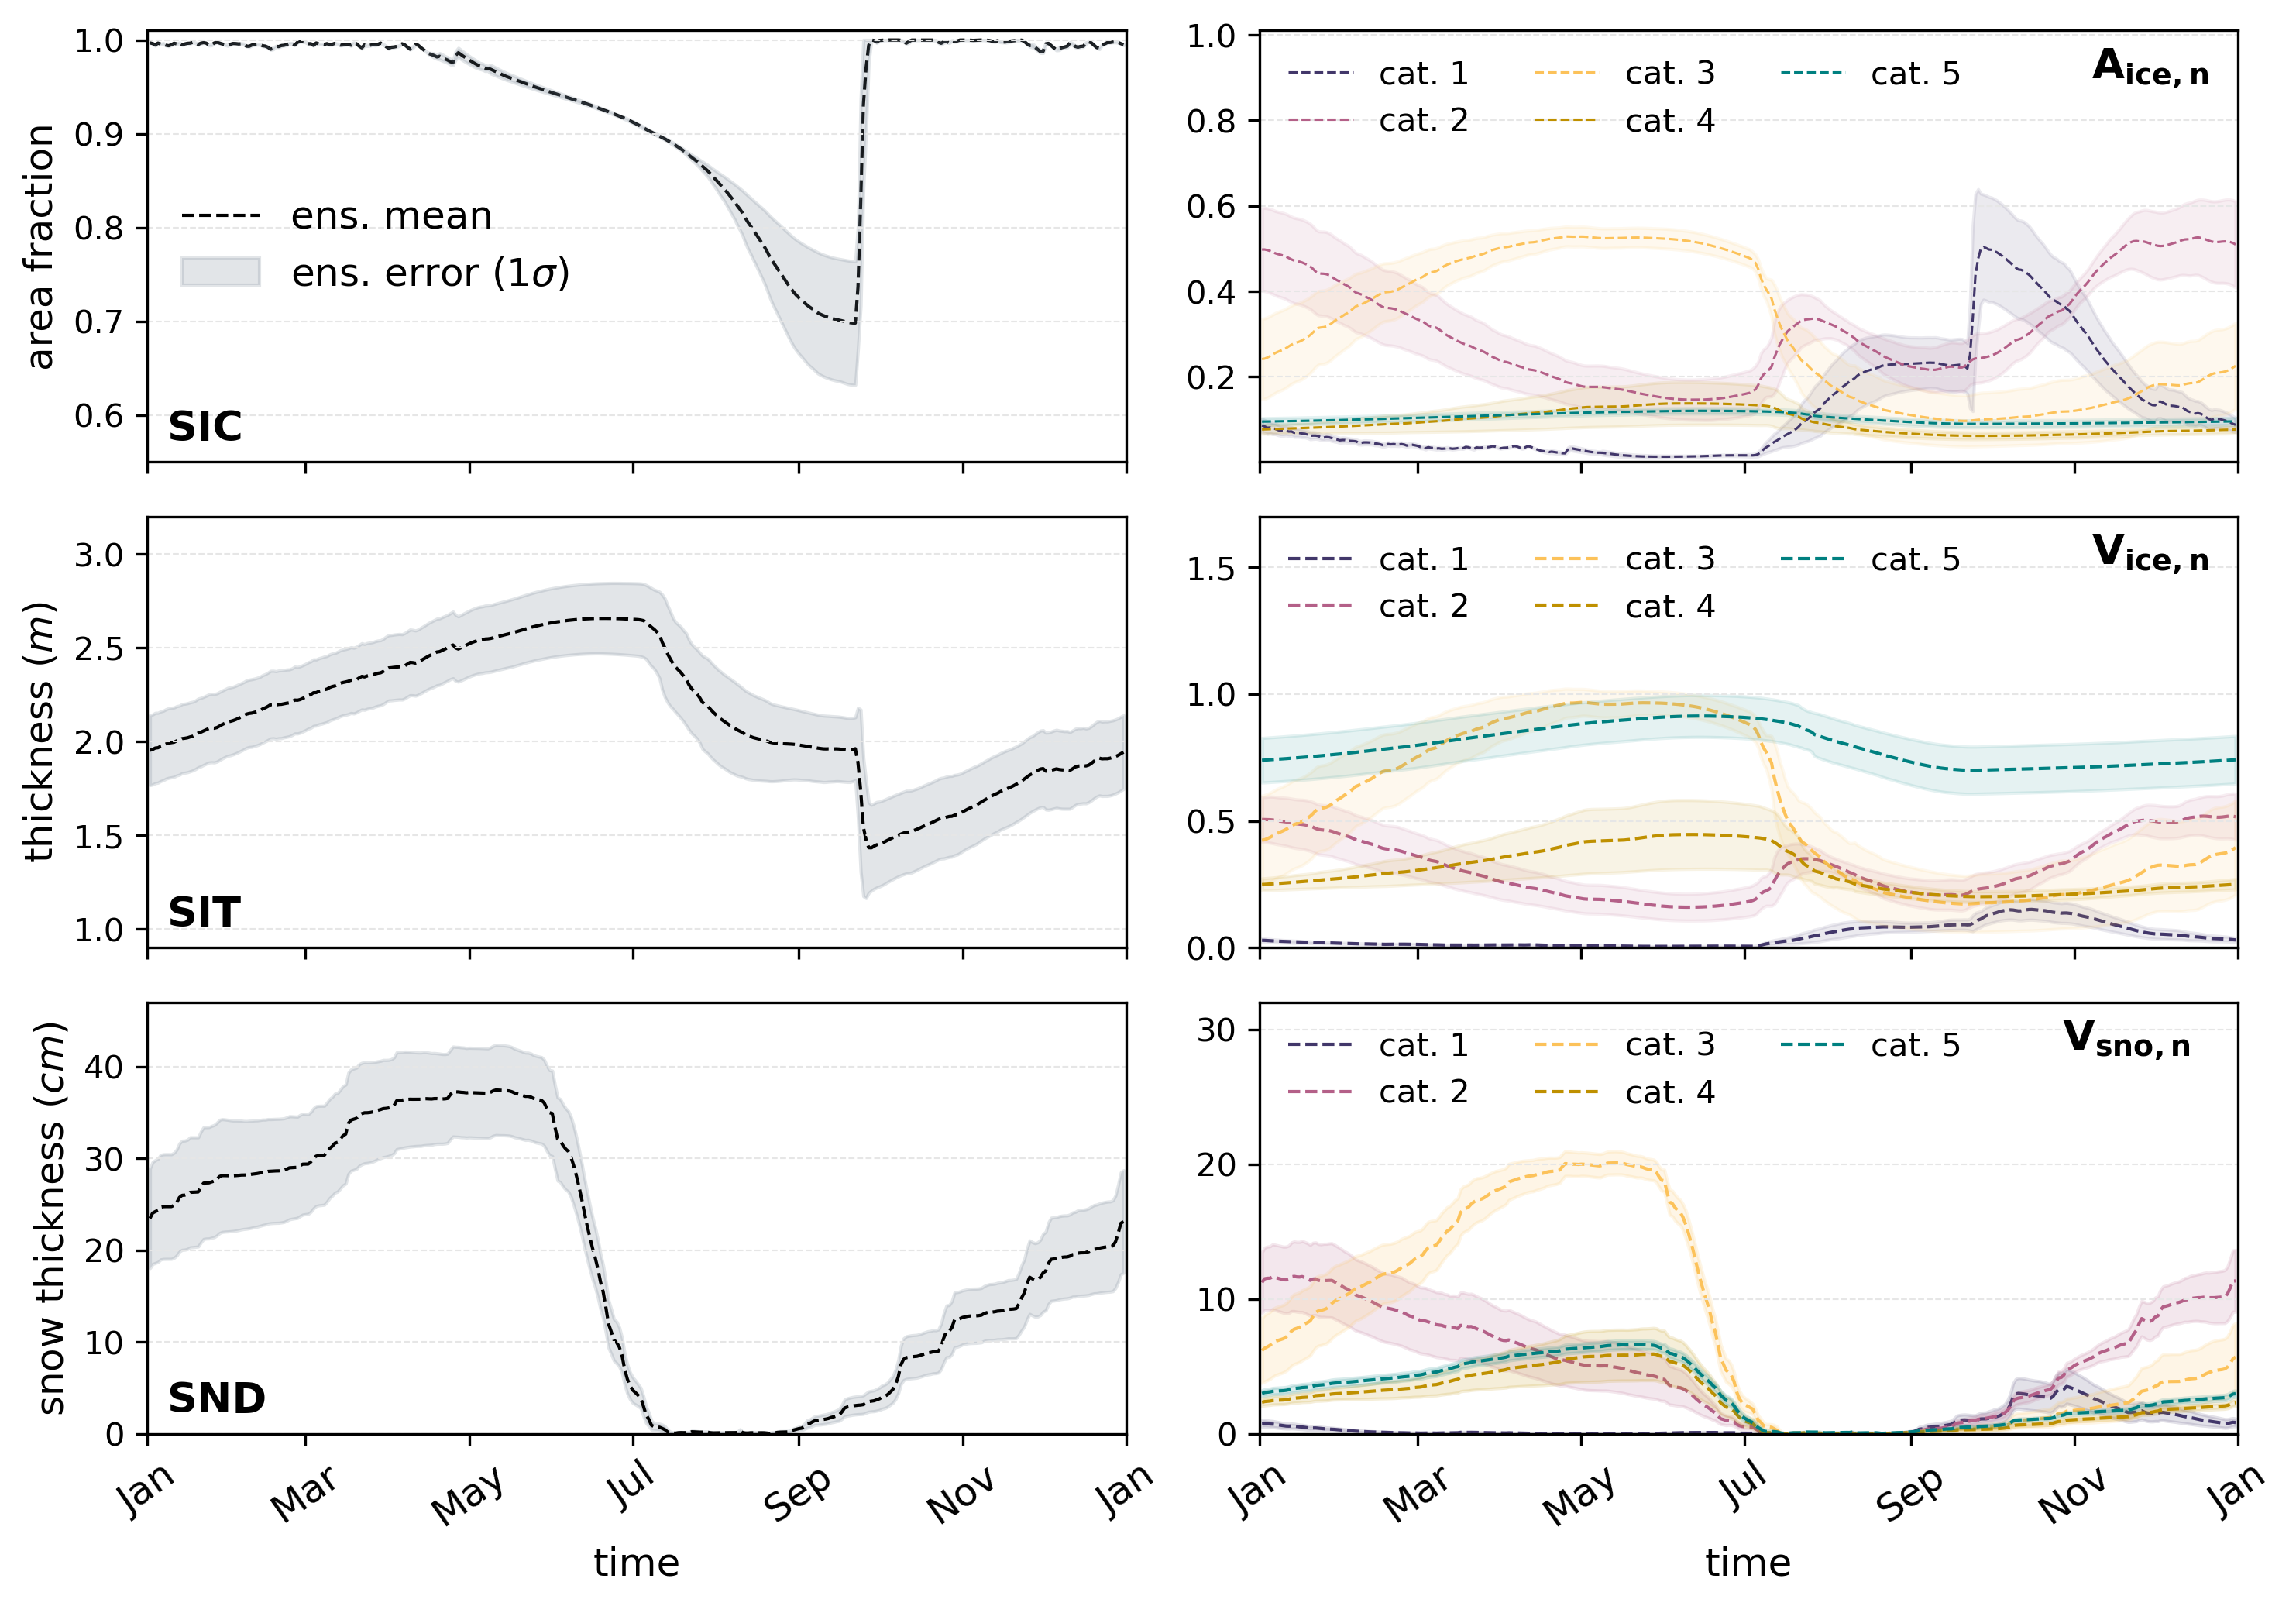 1.0
0.9
0.8
0.7
0.6
area fraction
ens. mean
ens. error (1σ)
SIC
1.0
0.8
0.6
0.4
0.2
cat. 1 cat. 3 cat. 5
cat. 2 cat. 4
A_ice, n
3.0
2.5
2.0
1.5
1.0
thickness (m)
SIT
1.5
1.0
0.5
0.0
cat. 1 cat. 3 cat. 5
cat. 2 cat. 4
V_ice, n
40
30
20
10
0
snow thickness (cm)
SND
Jan Mar May Jul Sep Nov Jan
time
30
20
10
0
cat. 1 cat. 3 cat. 5
cat. 2 cat. 4
V_sno, n
Jan Mar May Jul Sep Nov Jan
time